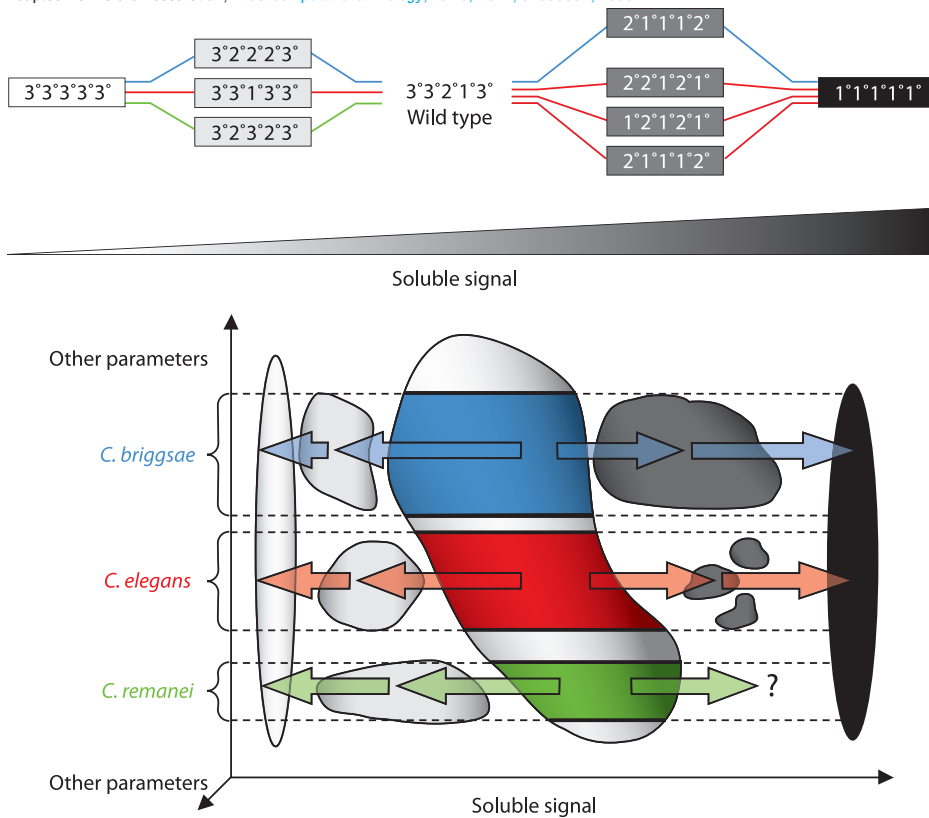 2˚1˚1˚1˚2˚
3˚2˚2˚2˚3˚
3˚3˚3˚3˚3˚
3˚3˚1˚3˚3˚
3˚3˚2˚1˚3˚
Wild type
2˚2˚1˚2˚1˚
1˚1˚1˚1˚1˚
3˚2˚3˚2˚3˚
1˚2˚1˚2˚1˚
2˚1˚1˚1˚2˚
Soluble signal
Other parameters
C. briggsae
C. elegans
C. remanei
?
Other parameters
Soluble signal